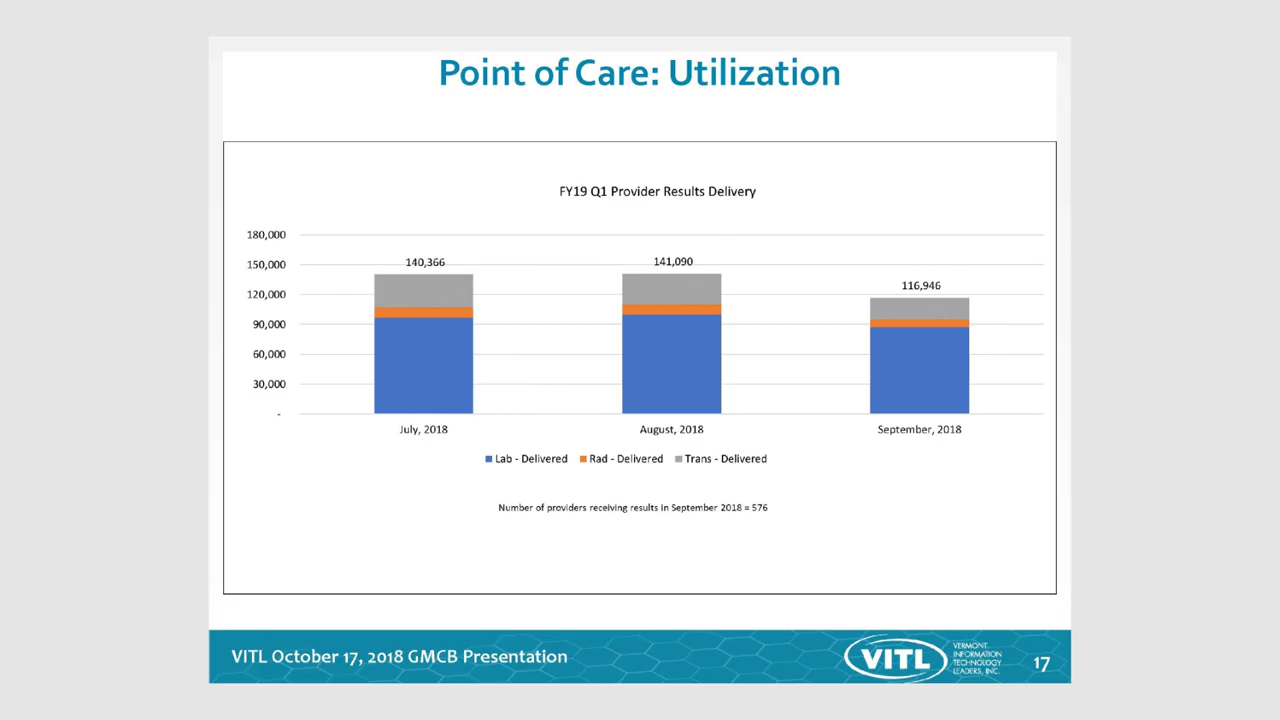 Point of Care: Utilization
FY19 Q1 Provider Results Delivery
180,000
150,000
120,000
90,000
60,000
30,000
-
140,366
141,090
116,946
July, 2018
August, 2018
September, 2018
Lab - Delivered
Rad - Delivered
Trans - Delivered
Number of providers receiving results in September 2018 = 576
VITL October 17, 2018 GMCB Presentation
VITL
VERMONT
INFORMATION
TECHNOLOGY
LEADERS, INC.
17